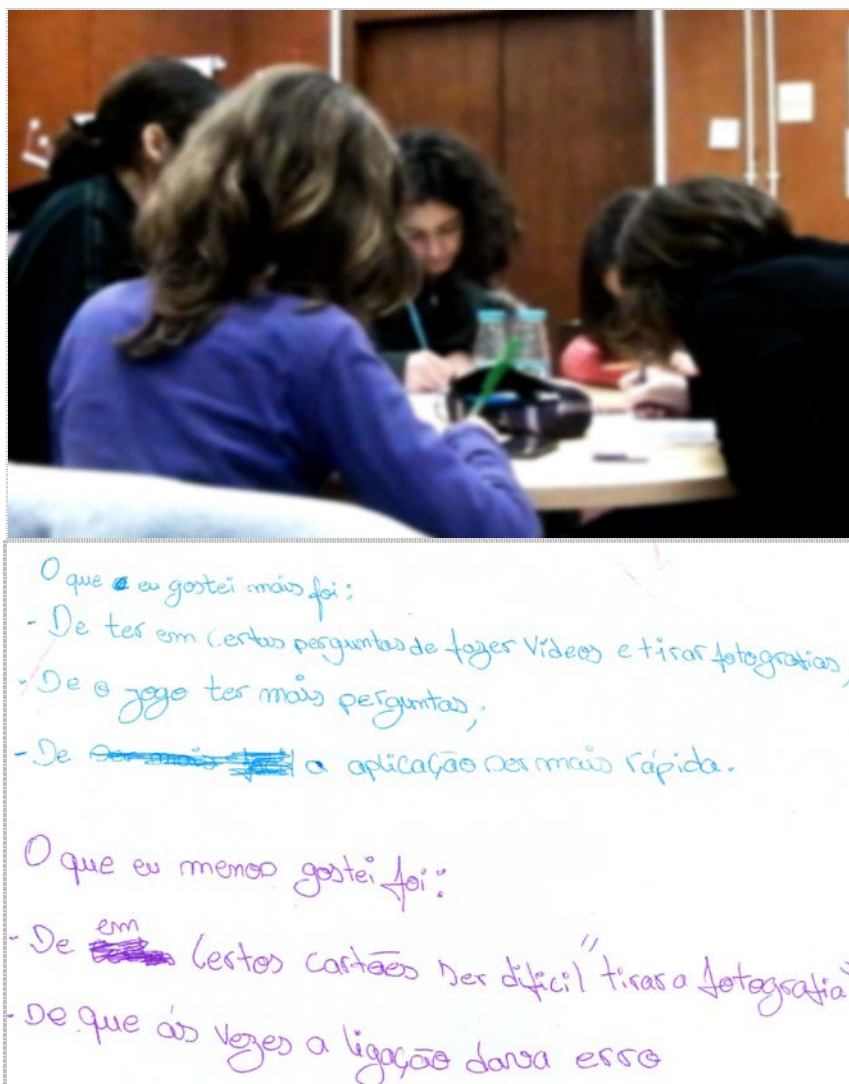 O que eu gostei mais foi:
- De ter em certas perguntas de fazer vídeos e tirar fotografias,
- De o jogo ter mais perguntas,
- De a aplicação ser mais rápida.
O que eu menos gostei foi:
- De em certos cartões ser difícil "tirar a fotografia"
- De que às vezes a ligação dava erro